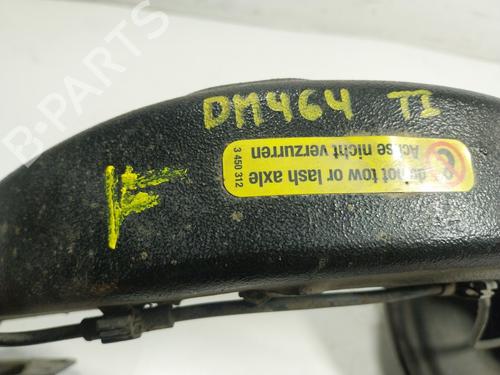 B-PARTS
DM464 TI
F
do not tow or lash axle
Achse nicht verzurren
3 450 312